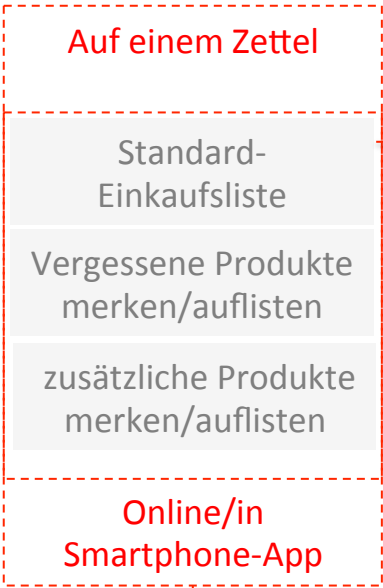 Auf einem Zettel
Standard-
Einkaufsliste
Vergessene Produkte
merken/auflisten
zusätzliche Produkte
merken/auflisten
Online/in
Smartphone-App